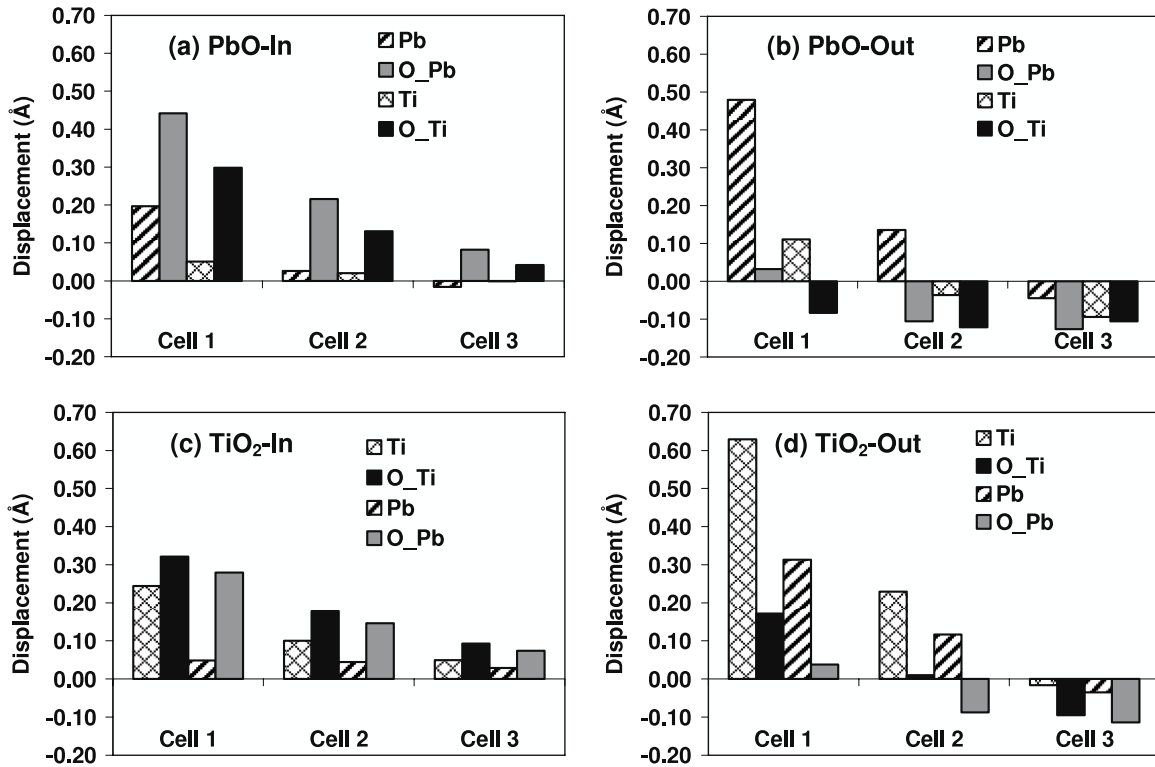 0.70
0.60
0.50
0.40
0.30
0.20
0.10
0.00
-0.10
-0.20
Displacement (Å)
(a) PbO-In
Pb
O_Pb
Ti
O_Ti
Cell 1
Cell 2
Cell 3
0.70
0.60
0.50
0.40
0.30
0.20
0.10
0.00
-0.10
-0.20
Displacement (Å)
(b) PbO-Out
Pb
O_Pb
Ti
O_Ti
Cell 1
Cell 2
Cell 3
0.70
0.60
0.50
0.40
0.30
0.20
0.10
0.00
-0.10
-0.20
Displacement (Å)
(c) TiO₂-In
Ti
O_Ti
Pb
O_Pb
Cell 1
Cell 2
Cell 3
0.70
0.60
0.50
0.40
0.30
0.20
0.10
0.00
-0.10
-0.20
Displacement (Å)
(d) TiO₂-Out
Ti
O_Ti
Pb
O_Pb
Cell 1
Cell 2
Cell 3